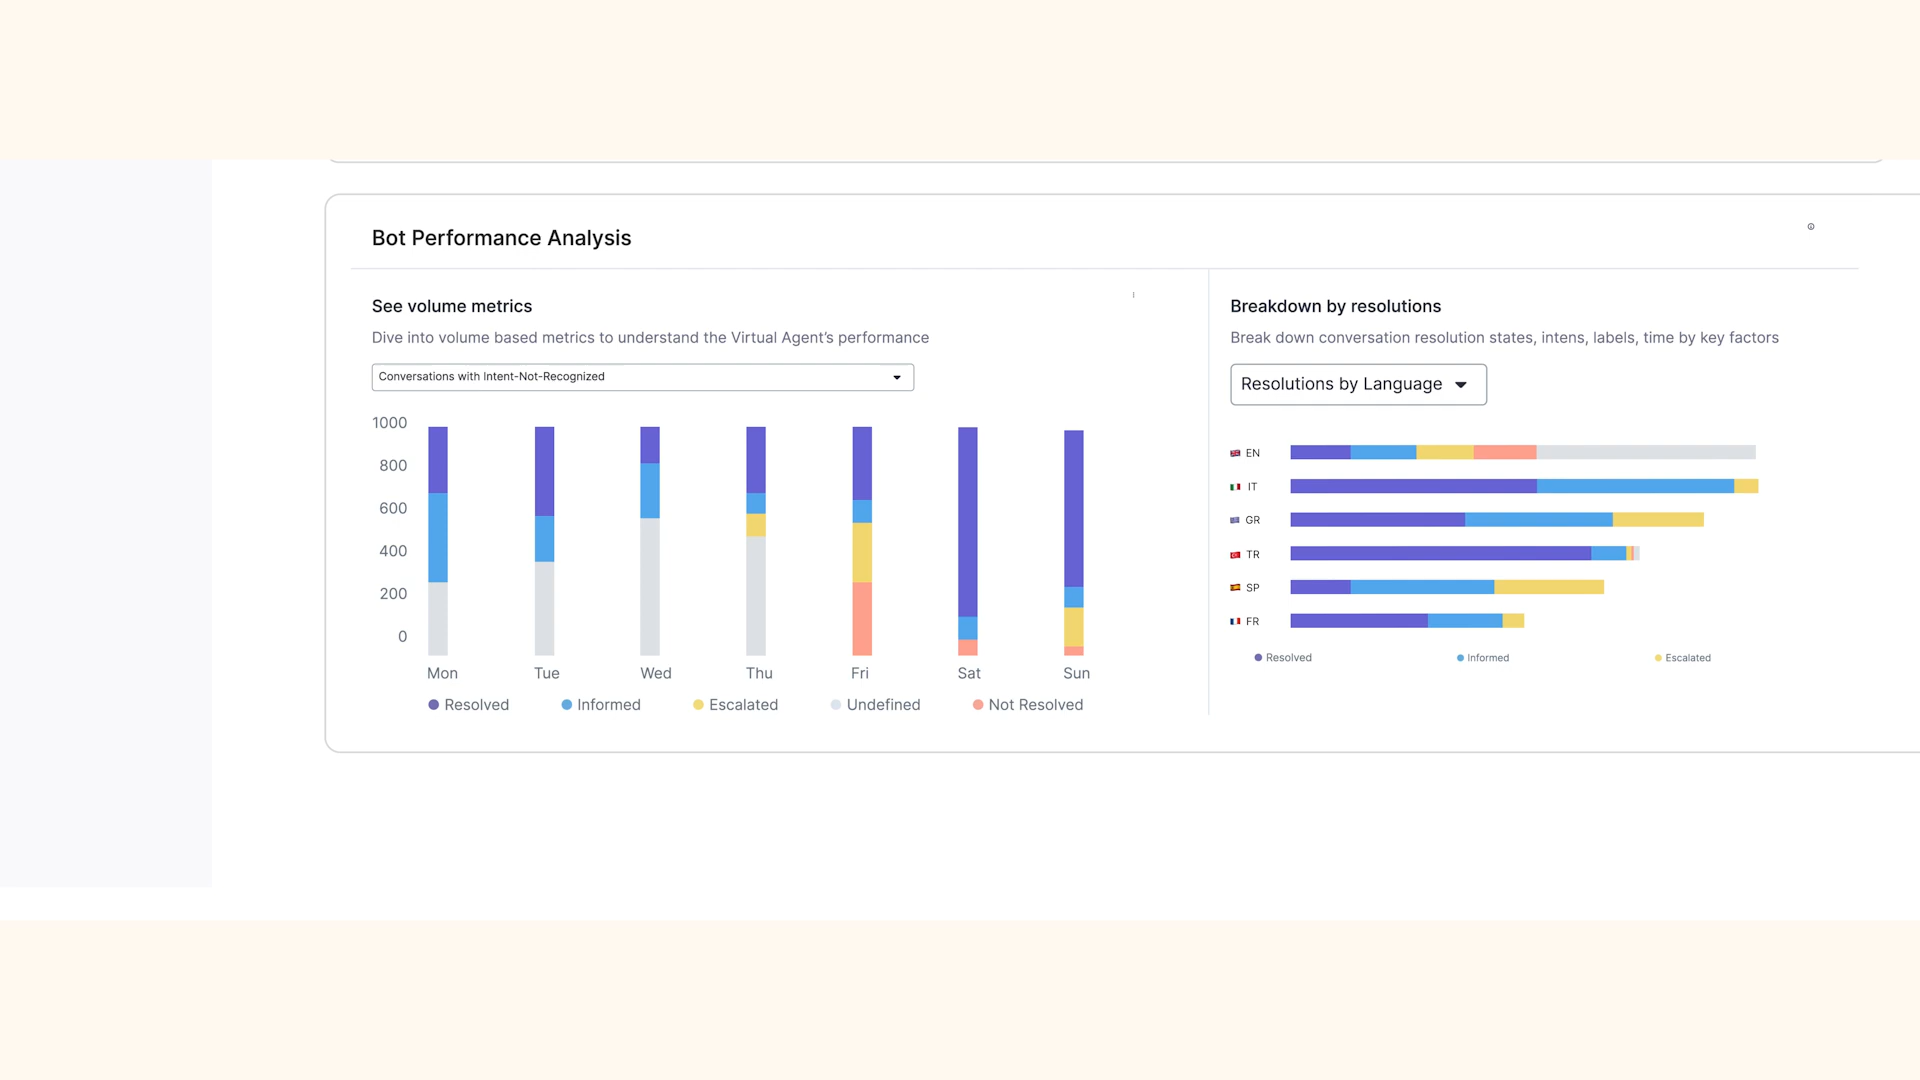 Bot Performance Analysis
See volume metrics
Dive into volume based metrics to understand the Virtual Agent's performance
Conversations with Intent-Not-Recognized
1000
800
600
400
200
0
Mon Tue Wed Thu Fri Sat Sun
Resolved Informed Escalated Undefined Not Resolved
Breakdown by resolutions
Break down conversation resolution states, intens, labels, time by key factors
Resolutions by Language
EN
IT
GR
TR
SP
FR
Resolved Informed Escalated